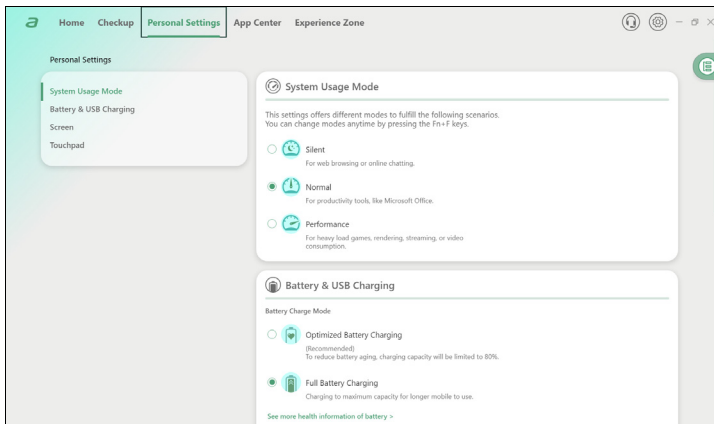 a Home Checkup Personal Settings App Center Experience Zone
Personal Settings
System Usage Mode
Battery & USB Charging
Screen
Touchpad
System Usage Mode
This settings offers different modes to fulfill the following scenarios.
You can change modes anytime by pressing the Fn+F keys.
Silent
For web browsing or online chatting.
Normal
For productivity tools, like Microsoft Office.
Performance
For heavy load games, rendering, streaming, or video
consumption.
Battery & USB Charging
Battery Charge Mode
Optimized Battery Charging
(Recommended)
To reduce battery aging, charging capacity will be limited to 80%.
Full Battery Charging
Charging to maximum capacity for longer mobile to use.
See more health information of battery >